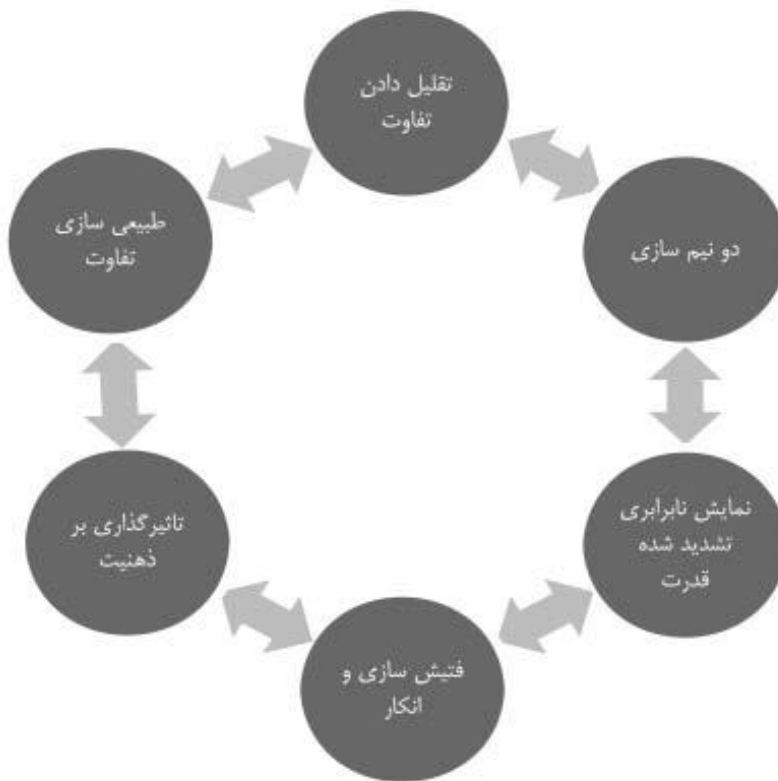 تقلیل دادن
تفاوت
دو نیم سازی
نمایش نابرابری
تشدید شده
قدرت
فتیش سازی و
انکار
تاثیرگذاری بر
ذهنیت
طبیعی سازی
تفاوت